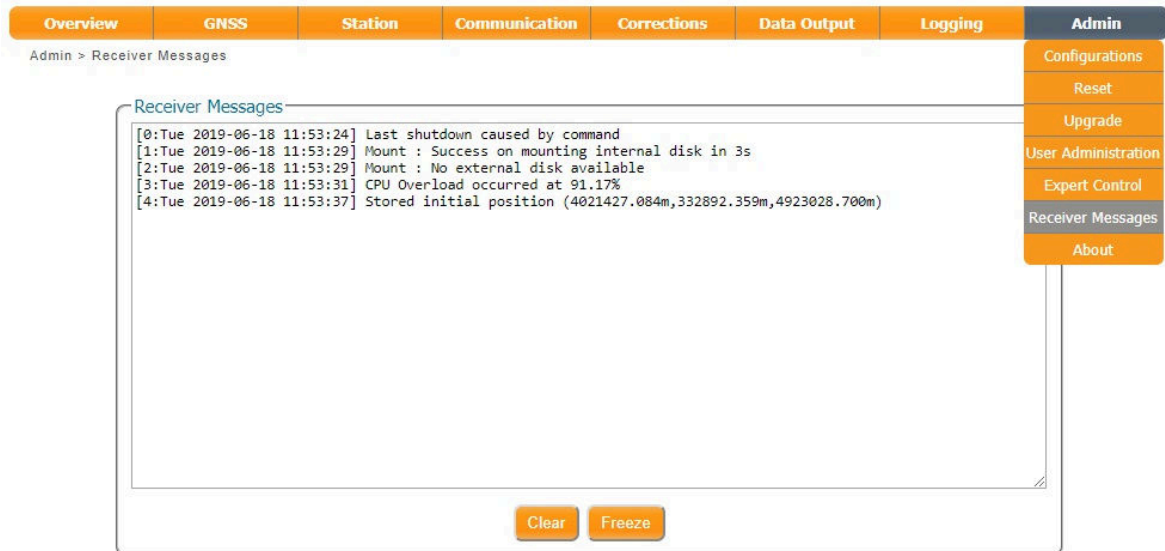 Overview GNSS Station Communication Corrections Data Output Logging Admin
Admin > Receiver Messages
Configurations
Reset
Upgrade
User Administration
Expert Control
Receiver Messages
About
Receiver Messages
[0:Tue 2019-06-18 11:53:24] Last shutdown caused by command
[1:Tue 2019-06-18 11:53:29] Mount : Success on mounting internal disk in 3s
[2:Tue 2019-06-18 11:53:29] Mount : No external disk available
[3:Tue 2019-06-18 11:53:31] CPU Overload occurred at 91.17%
[4:Tue 2019-06-18 11:53:37] Stored initial position (4021427.084m,332892.359m,4923028.700m)
Clear Freeze